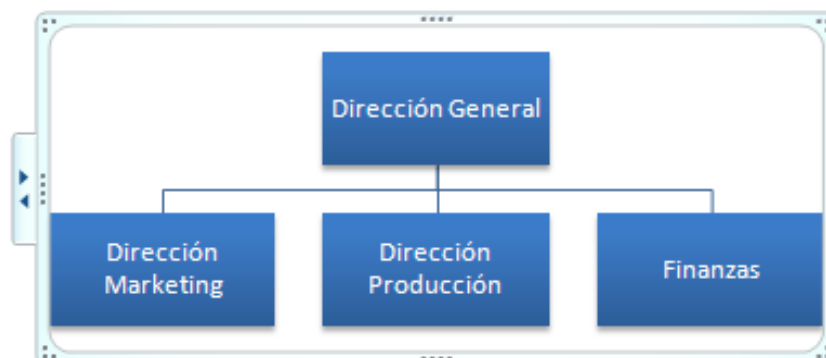 Dirección General
Dirección
Marketing
Dirección
Producción
Finanzas